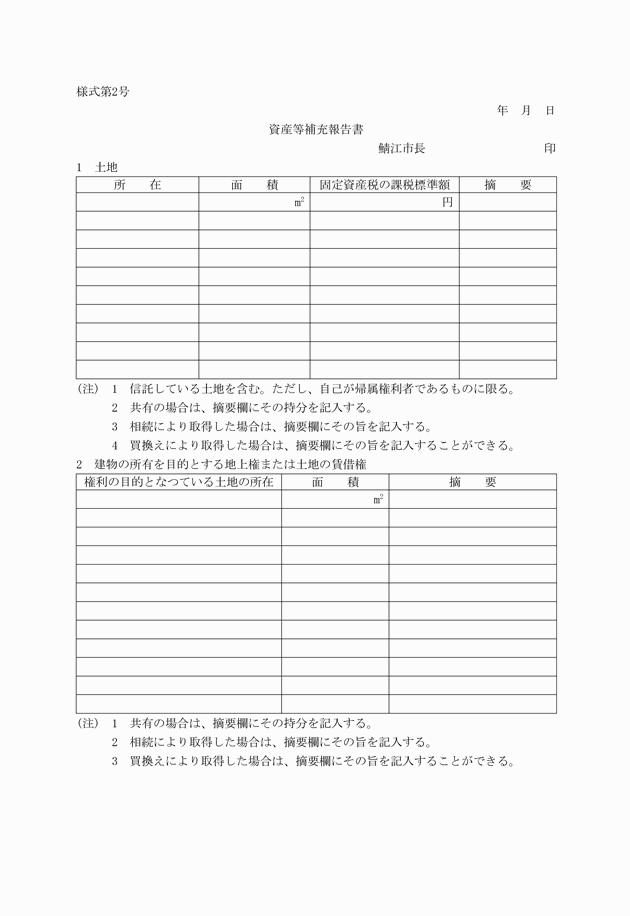 様式第2号
年　月　日
資産等補充報告書
鯖江市長　　　　　　　　　　印
1　土地
所　　在　面　　積　固定資産税の課税標準額　摘　　要
m²　円
(注)　1　信託している土地を含む。ただし、自己が帰属権利者であるものに限る。
2　共有の場合は、摘要欄にその持分を記入する。
3　相続により取得した場合は、摘要欄にその旨を記入する。
4　買換えにより取得した場合は、摘要欄にその旨を記入することができる。
2　建物の所有を目的とする地上権または土地の賃借権
権利の目的となつている土地の所在　面　　積　摘　　要
m²
(注)　1　共有の場合は、摘要欄にその持分を記入する。
2　相続により取得した場合は、摘要欄にその旨を記入する。
3　買換えにより取得した場合は、摘要欄にその旨を記入することができる。